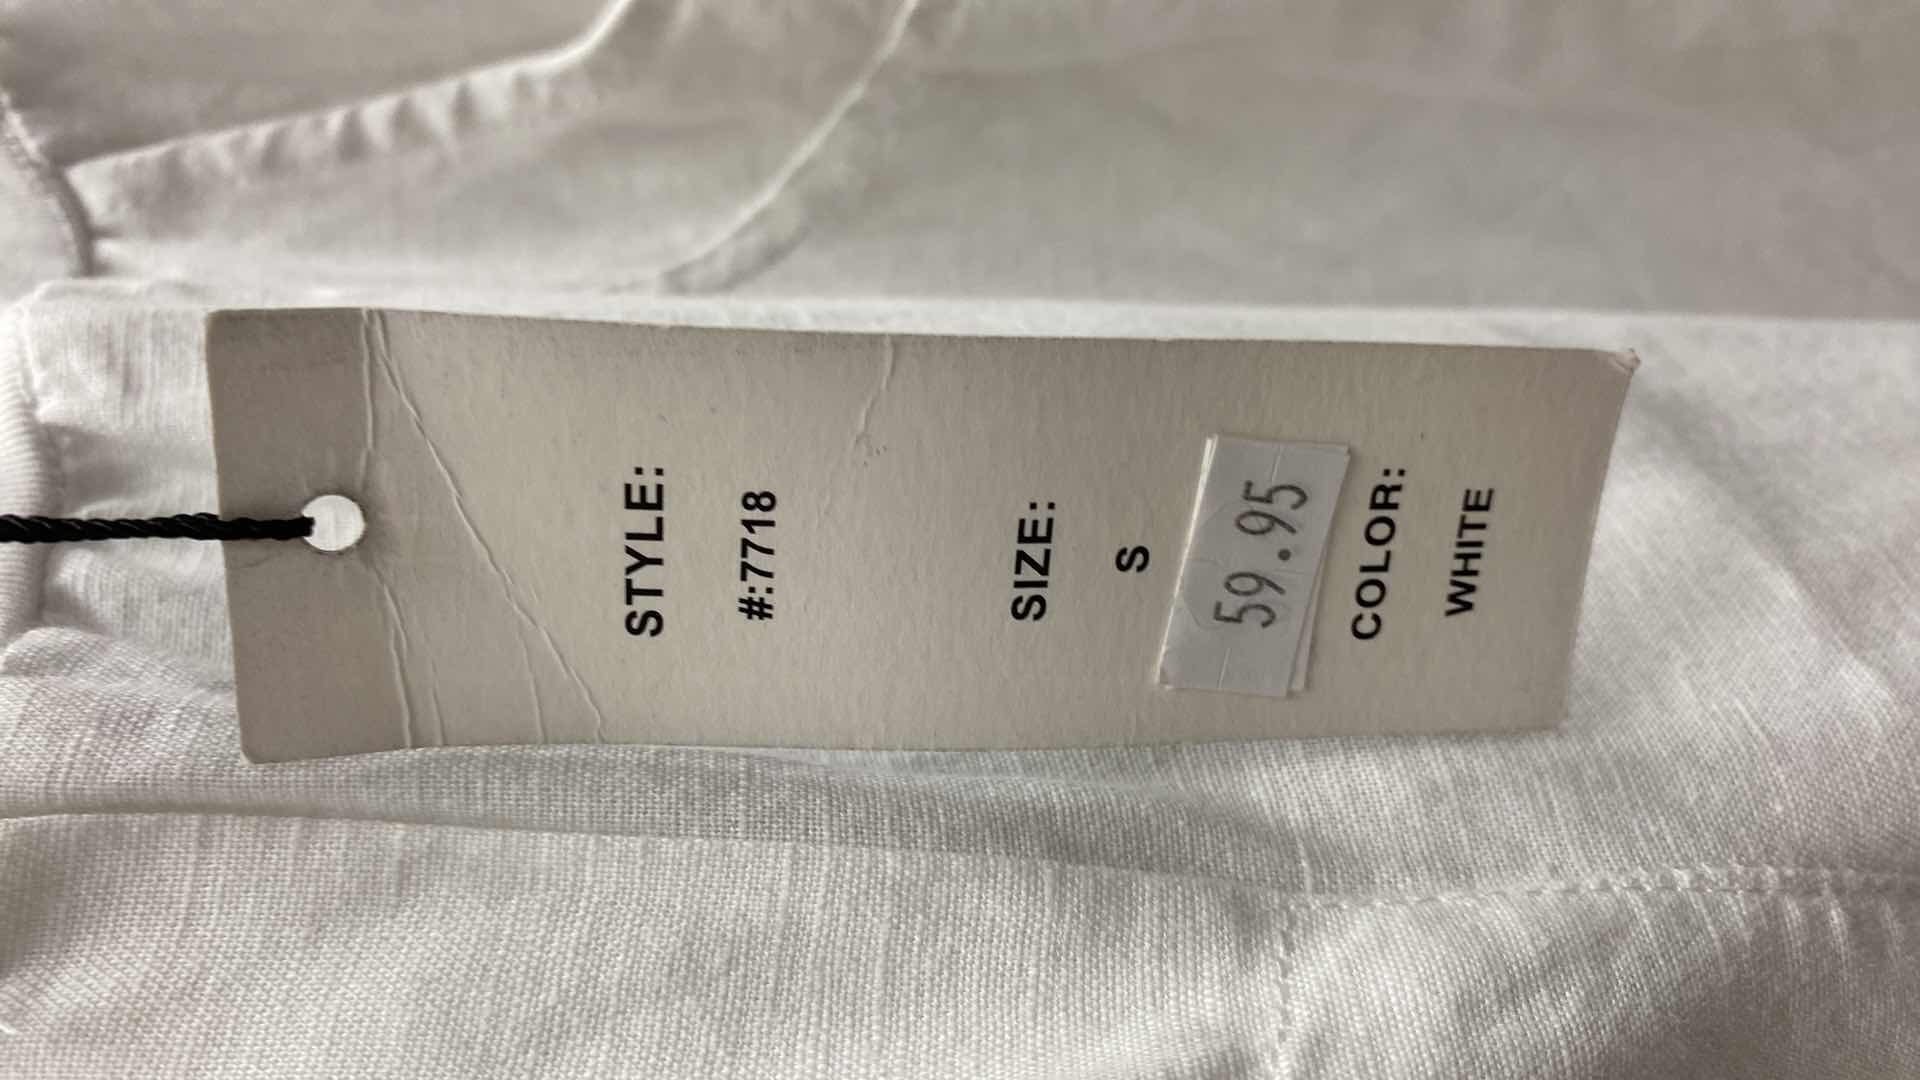 STYLE:
#:7718
SIZE:
S
59.95
COLOR:
WHITE